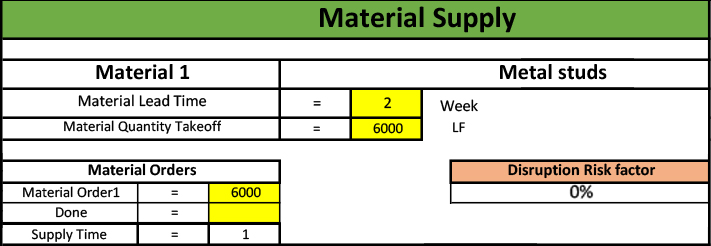 Material Supply
Material 1 Metal studs
Material Lead Time = 2 Week
Material Quantity Takeoff = 6000 LF
Material Orders Disruption Risk factor
Material Order1 = 6000 0%
Done =
Supply Time = 1